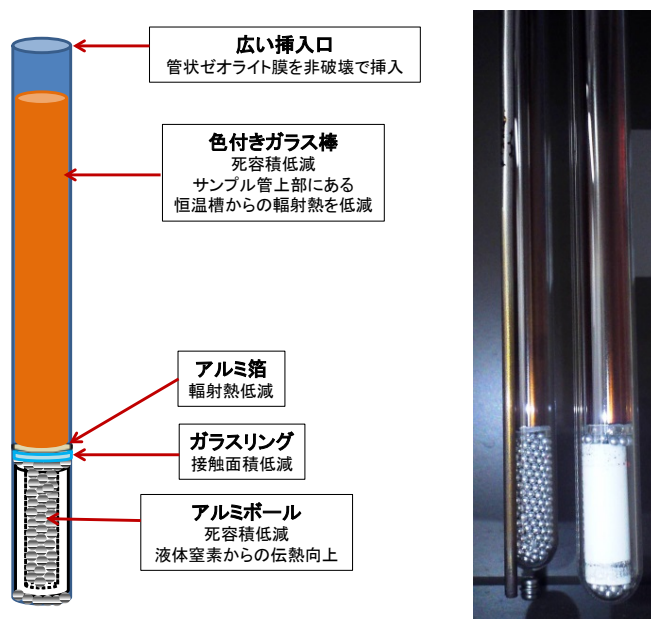 広い挿入口
管状ゼオライト膜を非破壊で挿入
色付きガラス棒
死容積低減
サンプル管上部にある
恒温槽からの輻射熱を低減
アルミ箔
輻射熱低減
ガラスリング
接触面積低減
アルミボール
死容積低減
液体窒素からの伝熱向上